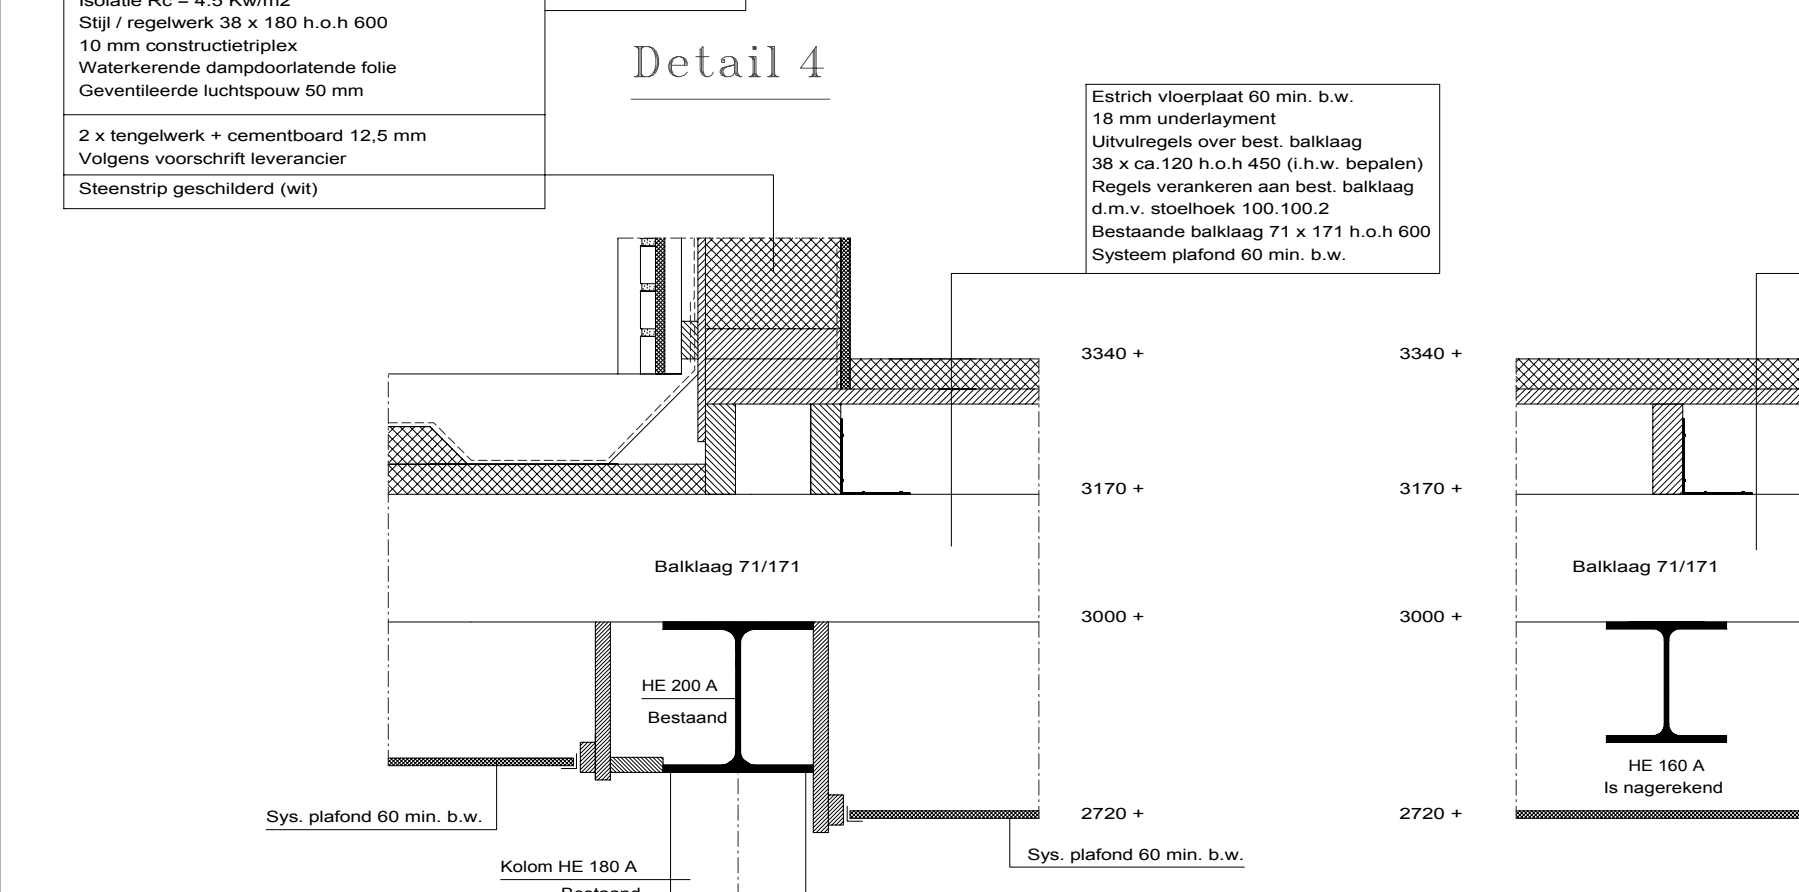 Isolatie Rc = 4.5 Kw/m2
Stijl / regelwerk 38 x 180 h.o.h 600
10 mm constructietriplex
Waterkerende dampdoorlatende folie
Geventileerde luchtspouw 50 mm
2 x tengelwerk + cementboard 12,5 mm
Volgens voorschrift leverancier
Steenstrip geschilderd (wit)
Detail 4
Estrich vloerplaat 60 min. b.w.
18 mm underlayment
Uitvulregels over best. balklaag
38 x ca.120 h.o.h 450 (i.h.w. bepalen)
Regels verankeren aan best. balklaag
d.m.v. stoelhoek 100.100.2
Bestaande balklaag 71 x 171 h.o.h 600
Systeem plafond 60 min. b.w.
3340 +
3340 +
3170 +
3170 +
Balklaag 71/171
Balklaag 71/171
3000 +
3000 +
HE 200 A
Bestaand
HE 160 A
Is nagerekend
Sys. plafond 60 min. b.w.
2720 +
2720 +
Sys. plafond 60 min. b.w.
Kolom HE 180 A
Bestaand